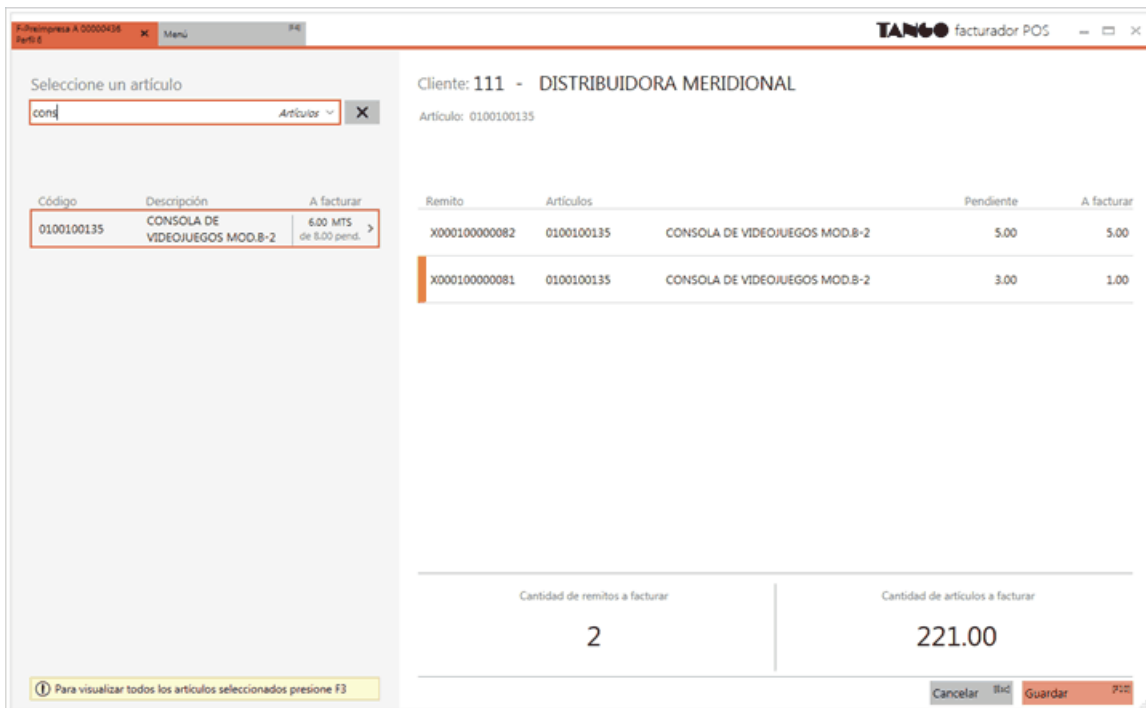 F-Preimpresa A 00000436
Perfil 6
Menú
TANGO facturador POS
Seleccione un artículo
cons
Artículos
Cliente: 111 - DISTRIBUIDORA MERIDIONAL
Artículo: 0100100135
Código Descripción A facturar
0100100135 CONSOLA DE VIDEOJUEGOS MOD.B-2 6.00 MTS de 8.00 pend.
Remito Artículos Pendiente A facturar
X000100000082 0100100135 CONSOLA DE VIDEOJUEGOS MOD.B-2 5.00 5.00
X000100000081 0100100135 CONSOLA DE VIDEOJUEGOS MOD.B-2 3.00 1.00
Cantidad de remitos a facturar
2
Cantidad de artículos a facturar
221.00
Para visualizar todos los artículos seleccionados presione F3
Cancelar [Esc] Guardar